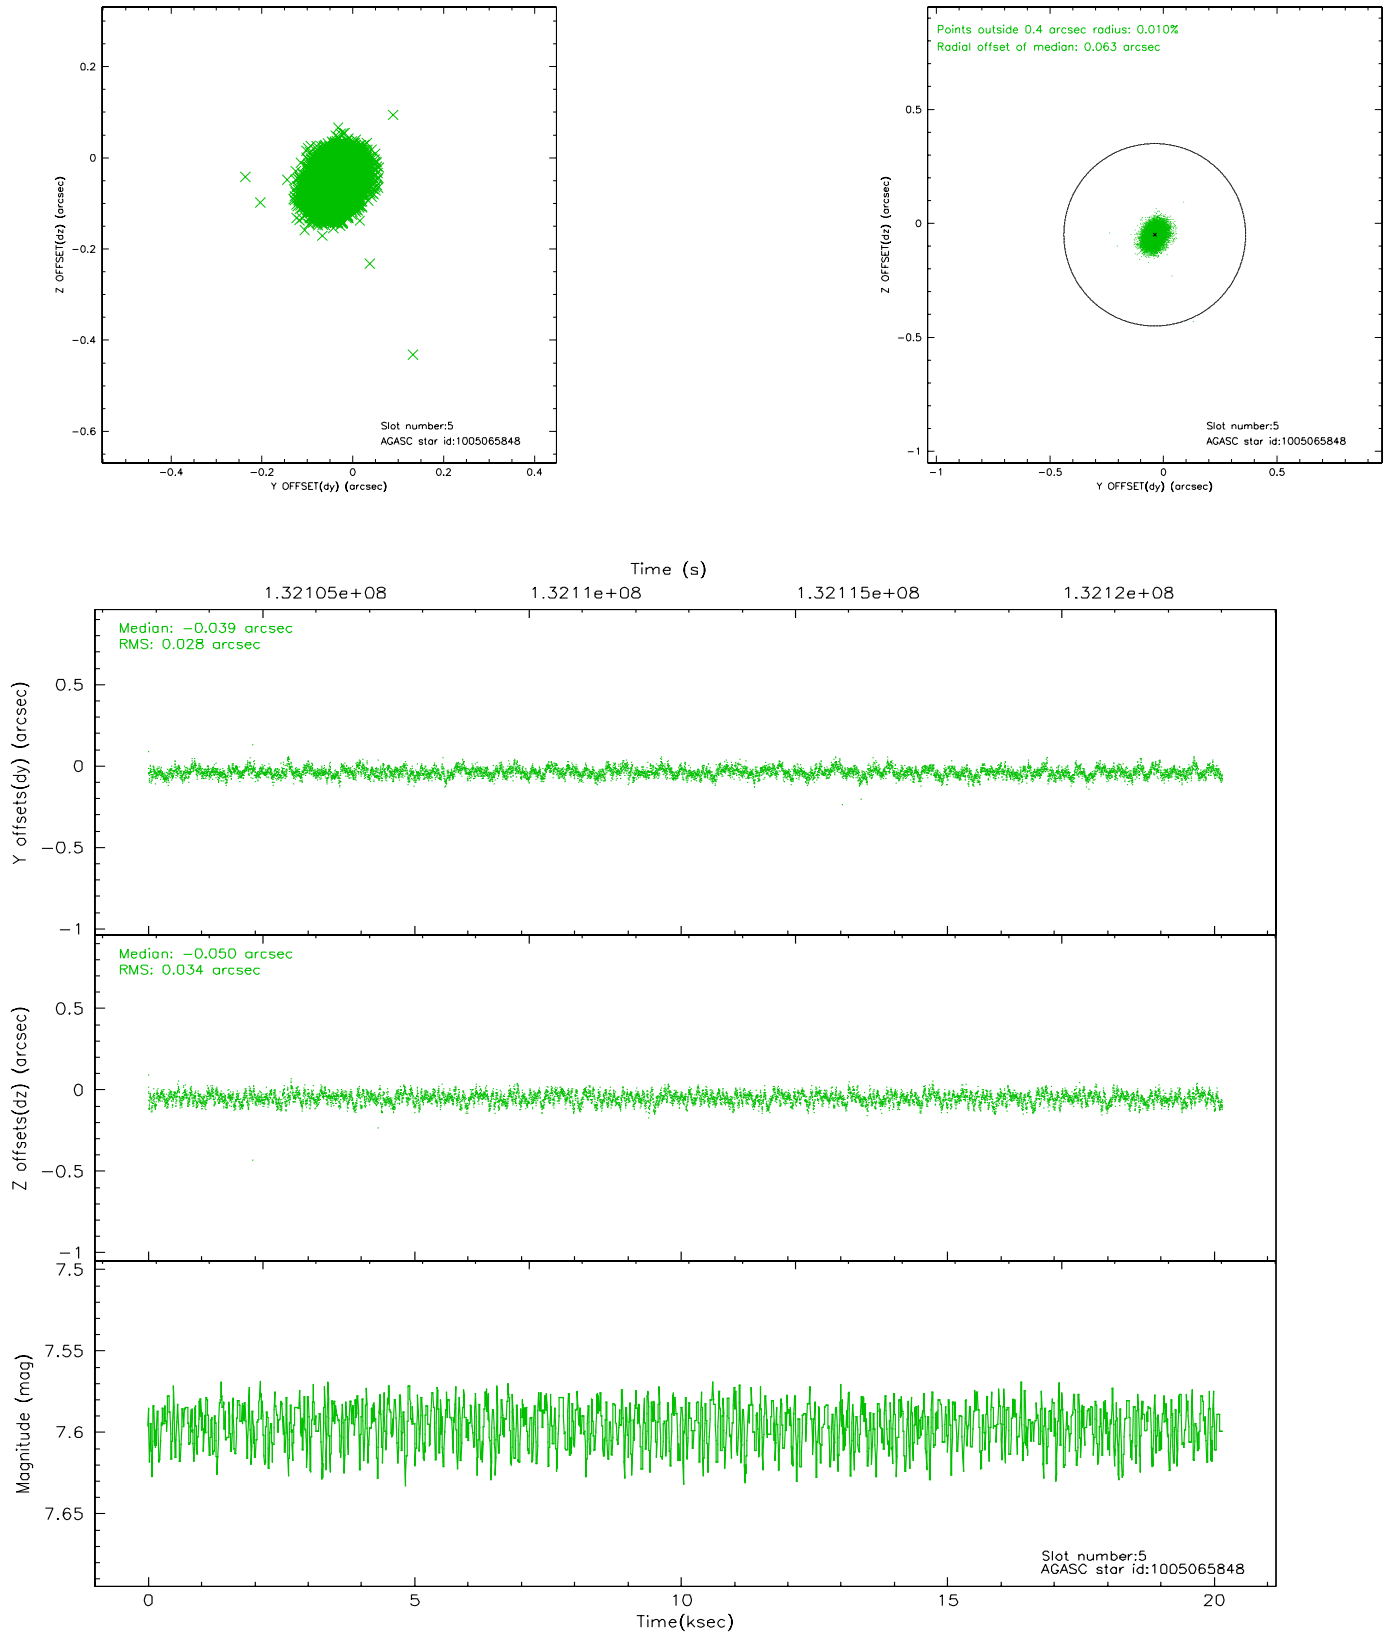 0.2
0
−0.2
−0.4
−0.6
Z OFFSET(dz) (arcsec)
−0.4
−0.2
0
0.2
0.4
Y OFFSET(dy) (arcsec)
Slot number:5
AGASC star id:1005065848
Points outside 0.4 arcsec radius: 0.010%
Radial offset of median: 0.063 arcsec
0.5
0
−0.5
−1
Z OFFSET(dz) (arcsec)
−1
−0.5
0
0.5
Y OFFSET(dy) (arcsec)
Slot number:5
AGASC star id:1005065848
Time (s)
1.32105e+08
1.3211e+08
1.32115e+08
1.3212e+08
Median: −0.039 arcsec
RMS: 0.028 arcsec
0.5
0
−0.5
−1
Y offsets(dy) (arcsec)
Median: −0.050 arcsec
RMS: 0.034 arcsec
0.5
0
−0.5
−1
Z offsets(dz) (arcsec)
7.5
7.55
7.6
7.65
Magnitude (mag)
Slot number:5
AGASC star id:1005065848
0
5
10
15
20
Time(ksec)